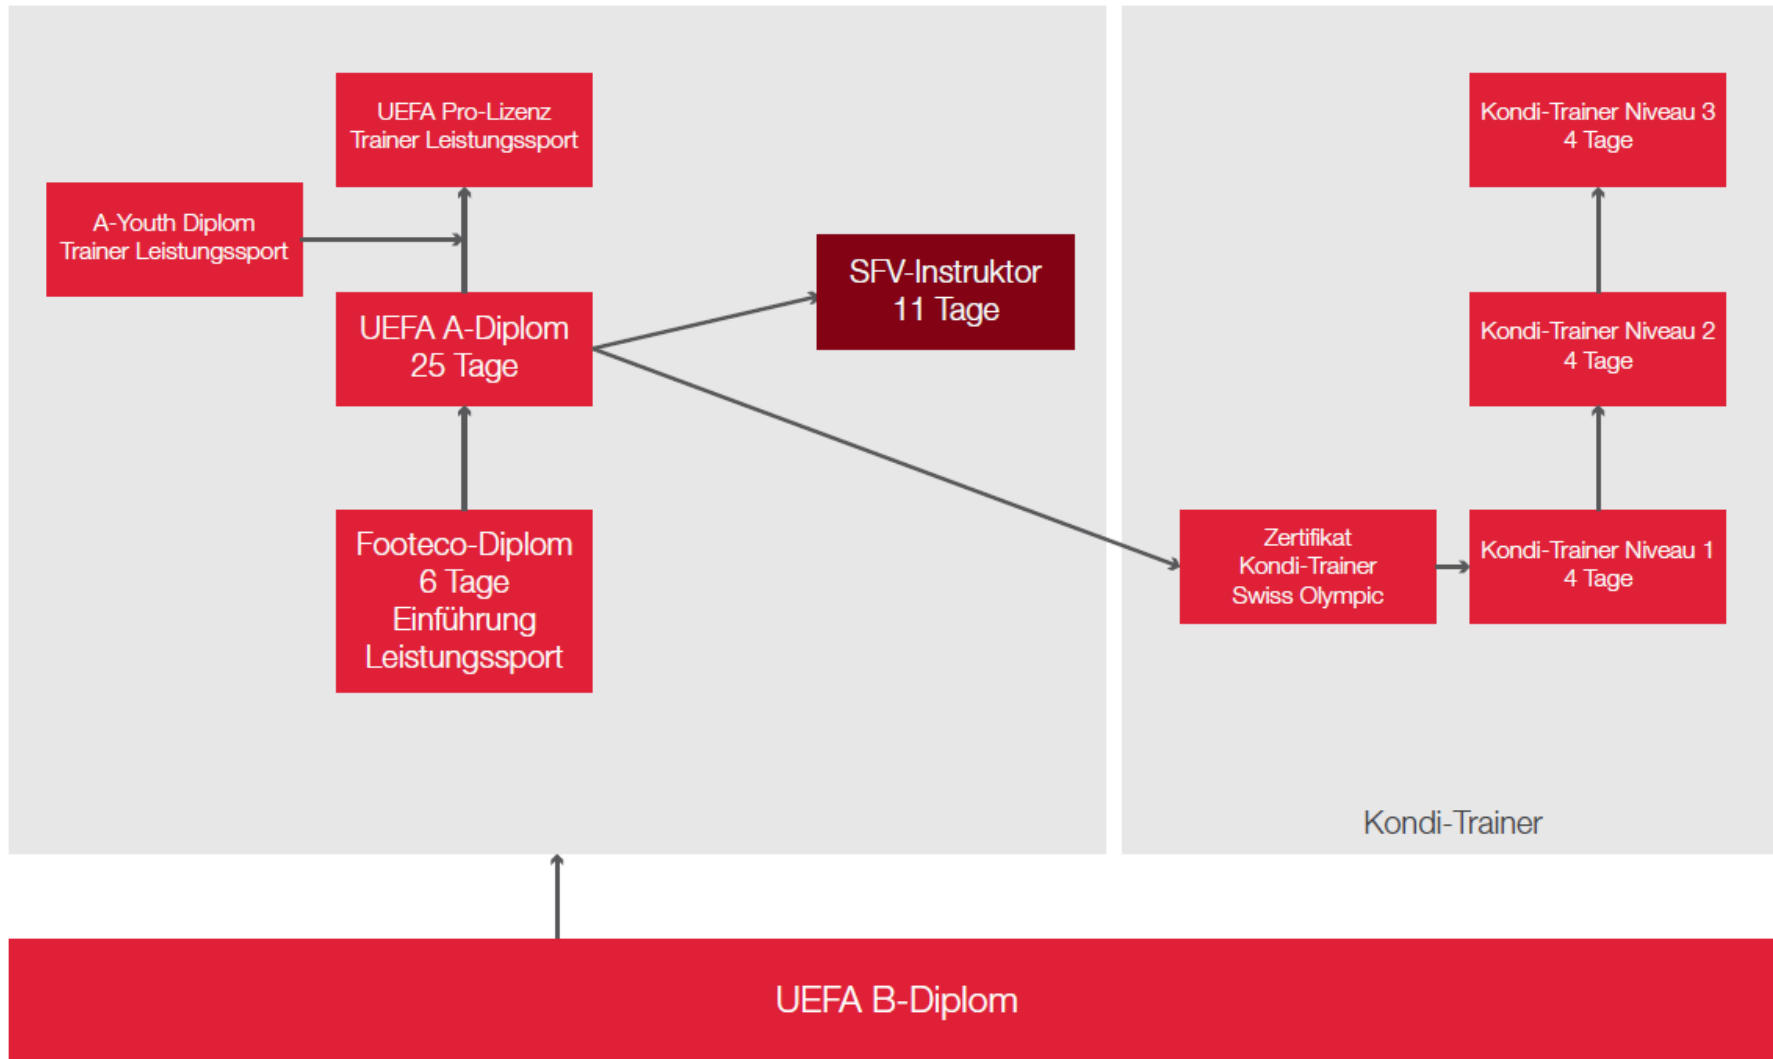 UEFA Pro-Lizenz
Trainer Leistungssport
A-Youth Diplom
Trainer Leistungssport
UEFA A-Diplom
25 Tage
SFV-Instruktor
11 Tage
Footeco-Diplom
6 Tage
Einführung
Leistungssport
Kondi-Trainer Niveau 3
4 Tage
Kondi-Trainer Niveau 2
4 Tage
Zertifikat
Kondi-Trainer
Swiss Olympic
Kondi-Trainer Niveau 1
4 Tage
Kondi-Trainer
UEFA B-Diplom